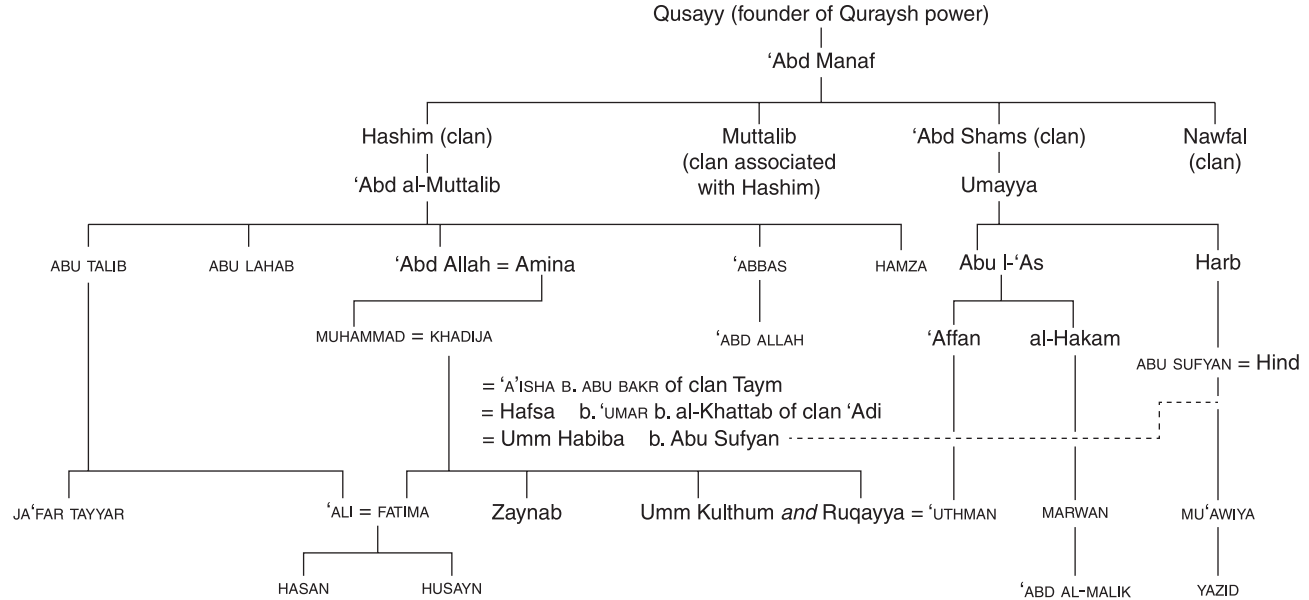 Qusayy (founder of Quraysh power)
‘Abd Manaf
Hashim (clan) Muttalib ‘Abd Shams (clan) Nawfal
(clan associated (clan)
‘Abd al-Muttalib with Hashim) Umayya
ABU TALIB ABU LAHAB ‘Abd Allah = Amina ‘ABBAS HAMZA Abu l-‘As Harb
MUHAMMAD = KHADIJA ‘ABD ALLAH ‘Affan al-Hakam
ABU SUFYAN = Hind
= ‘A’ISHA B. ABU BAKR of clan Taym
= Hafsa b. ‘UMAR b. al-Khattab of clan ‘Adi
= Umm Habiba b. Abu Sufyan
JA‘FAR TAYYAR ‘ALI = FATIMA Zaynab Umm Kulthum and Ruqayya = ‘UTHMAN MARWAN MU‘AWIYA
HASAN HUSAYN ‘ABD AL-MALIK YAZID